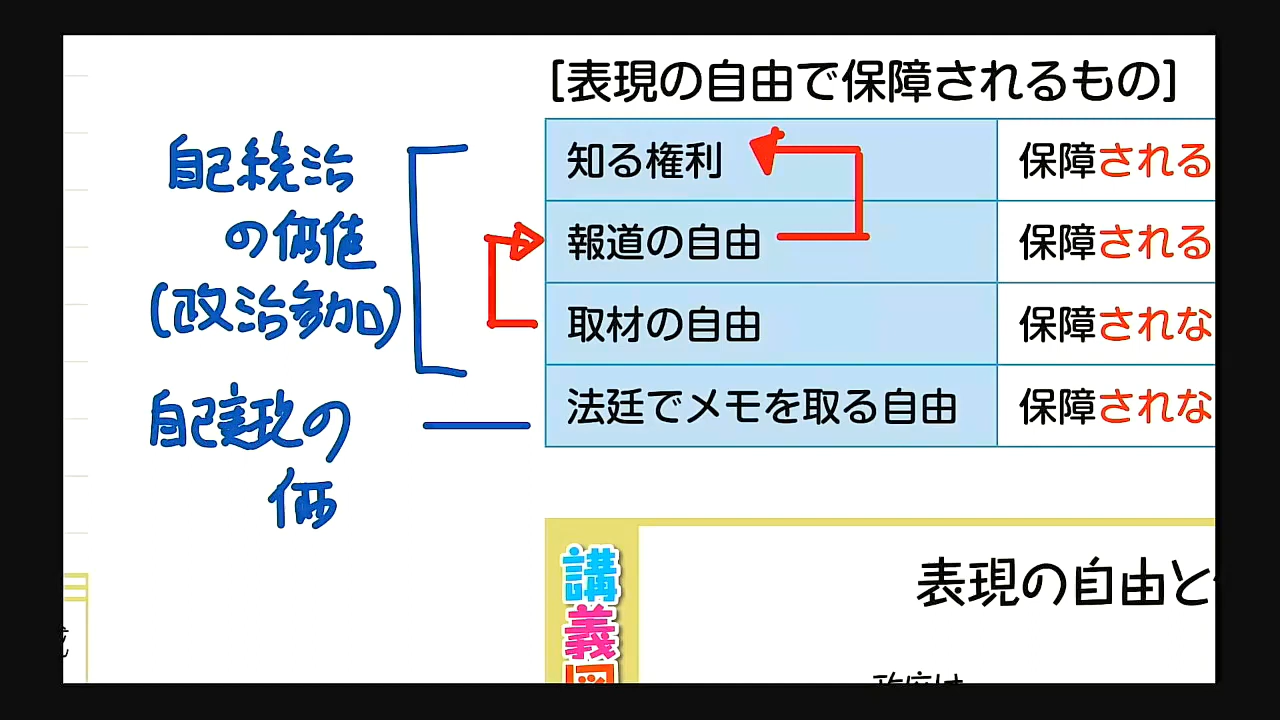 [表現の自由で保障されるもの]
知る権利 保障される
報道の自由 保障される
取材の自由 保障されな
法廷でメモを取る自由 保障されな
自己統治
の価値
(政治参加)
自己実現の
価
講義図
表現の自由と
政府は